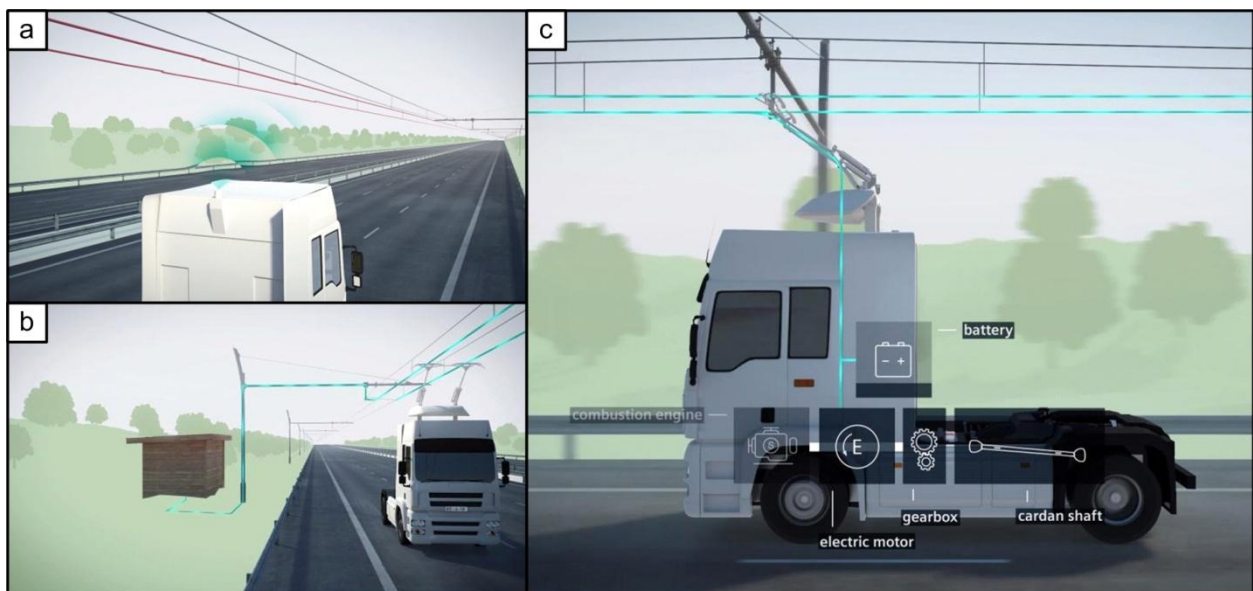 a
b
c
battery
combustion engine
E
gearbox
cardan shaft
electric motor